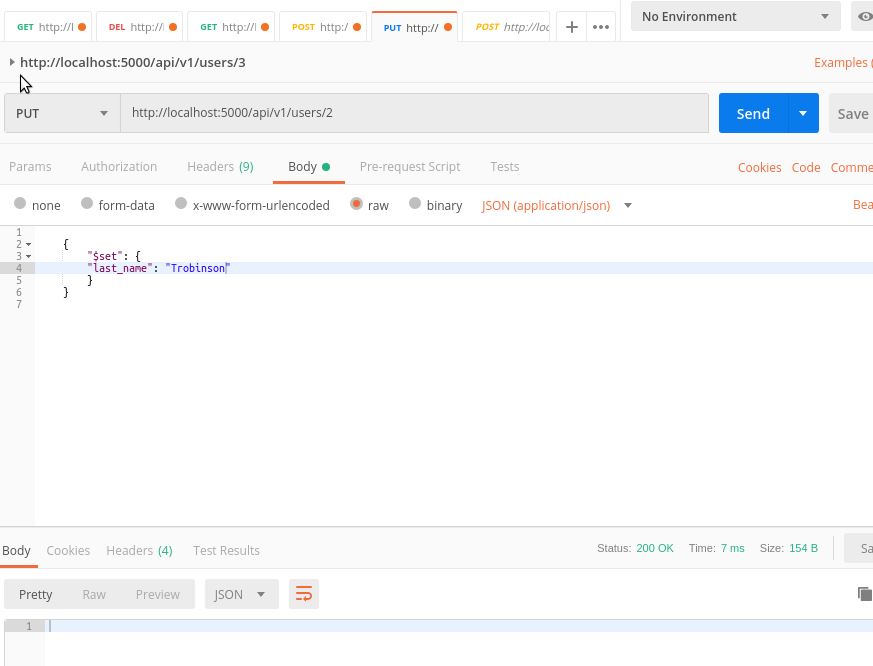 GET http://l DEL http:// GET http://l POST http:/ PUT http:// POST http://loc + ••• No Environment
http://localhost:5000/api/v1/users/3 Examples (
PUT http://localhost:5000/api/v1/users/2 Send Save
Params Authorization Headers (9) Body Pre-request Script Tests Cookies Code Comme
none form-data x-www-form-urlencoded raw binary JSON (application/json) Bea
1
2 {
3 "$set": {
4 "last_name": "Trobinson"
5 }
6 }
7
Body Cookies Headers (4) Test Results Status: 200 OK Time: 7 ms Size: 154 B Sa
Pretty Raw Preview JSON
1